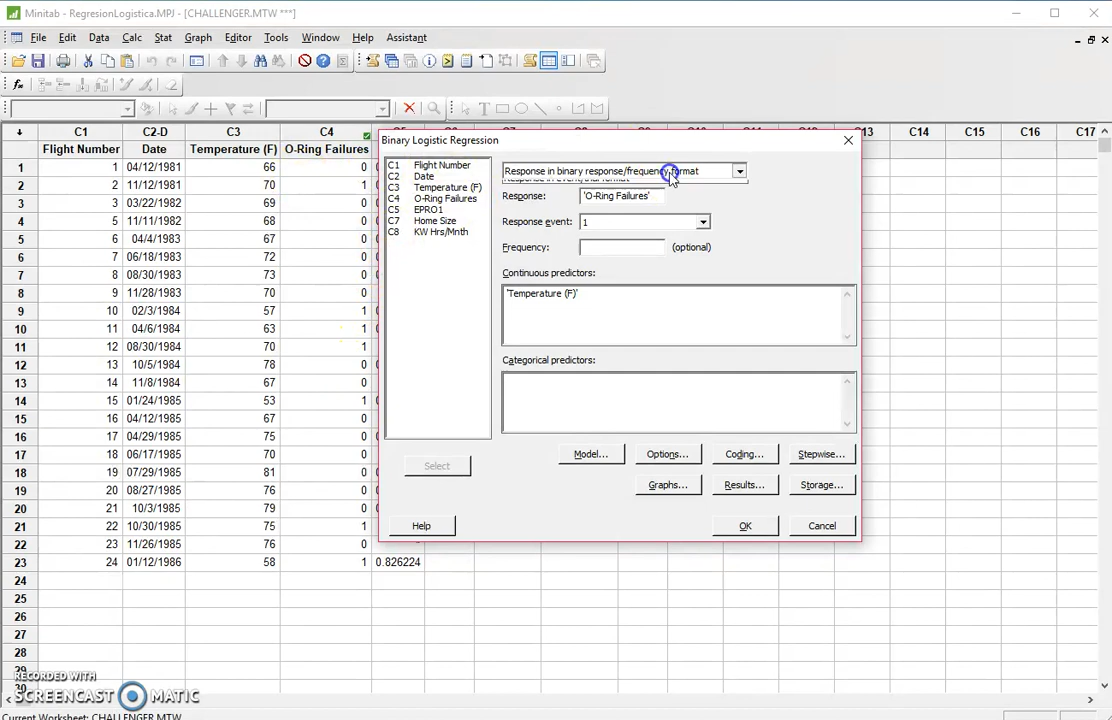 Minitab - RegresionLogistica.MPJ - [CHALLENGER.MTW ***]
File Edit Data Calc Stat Graph Editor Tools Window Help Assistant
C1 C2-D C3 C4 C13 C14 C15 C16 C17
Flight Number Date Temperature (F) O-Ring Failures
1 1 04/12/1981 66 0
2 2 11/12/1981 70 1
3 3 03/22/1982 69 0
4 5 11/11/1982 68 0
5 6 04/4/1983 67 0
6 7 06/18/1983 72 0
7 8 08/30/1983 73 0
8 9 11/28/1983 70 0
9 10 02/3/1984 57 1
10 11 04/6/1984 63 1
11 12 08/30/1984 70 1
12 13 10/5/1984 78 0
13 14 11/8/1984 67 0
14 15 01/24/1985 53 1
15 16 04/12/1985 67 0
16 17 04/29/1985 75 0
17 18 06/17/1985 70 0
18 19 07/29/1985 81 0
19 20 08/27/1985 76 0
20 21 10/3/1985 79 0
21 22 10/30/1985 75 1
22 23 11/26/1985 76 0
23 24 01/12/1986 58 1 0.826224
24
25
26
27
28
29
Binary Logistic Regression
C1 Flight Number
C2 Date
C3 Temperature (F)
C4 O-Ring Failures
C5 EPRO1
C7 Home Size
C8 KW Hrs/Mnth
Select
Help
Response in binary response/frequency format
Response: 'O-Ring Failures'
Response event: 1
Frequency: (optional)
Continuous predictors:
'Temperature (F)'
Categorical predictors:
Model... Options... Coding... Stepwise...
Graphs... Results... Storage...
OK Cancel
RECORDED WITH
SCREENCAST MATIC
Current Worksheet: CHALLENGER.MTW